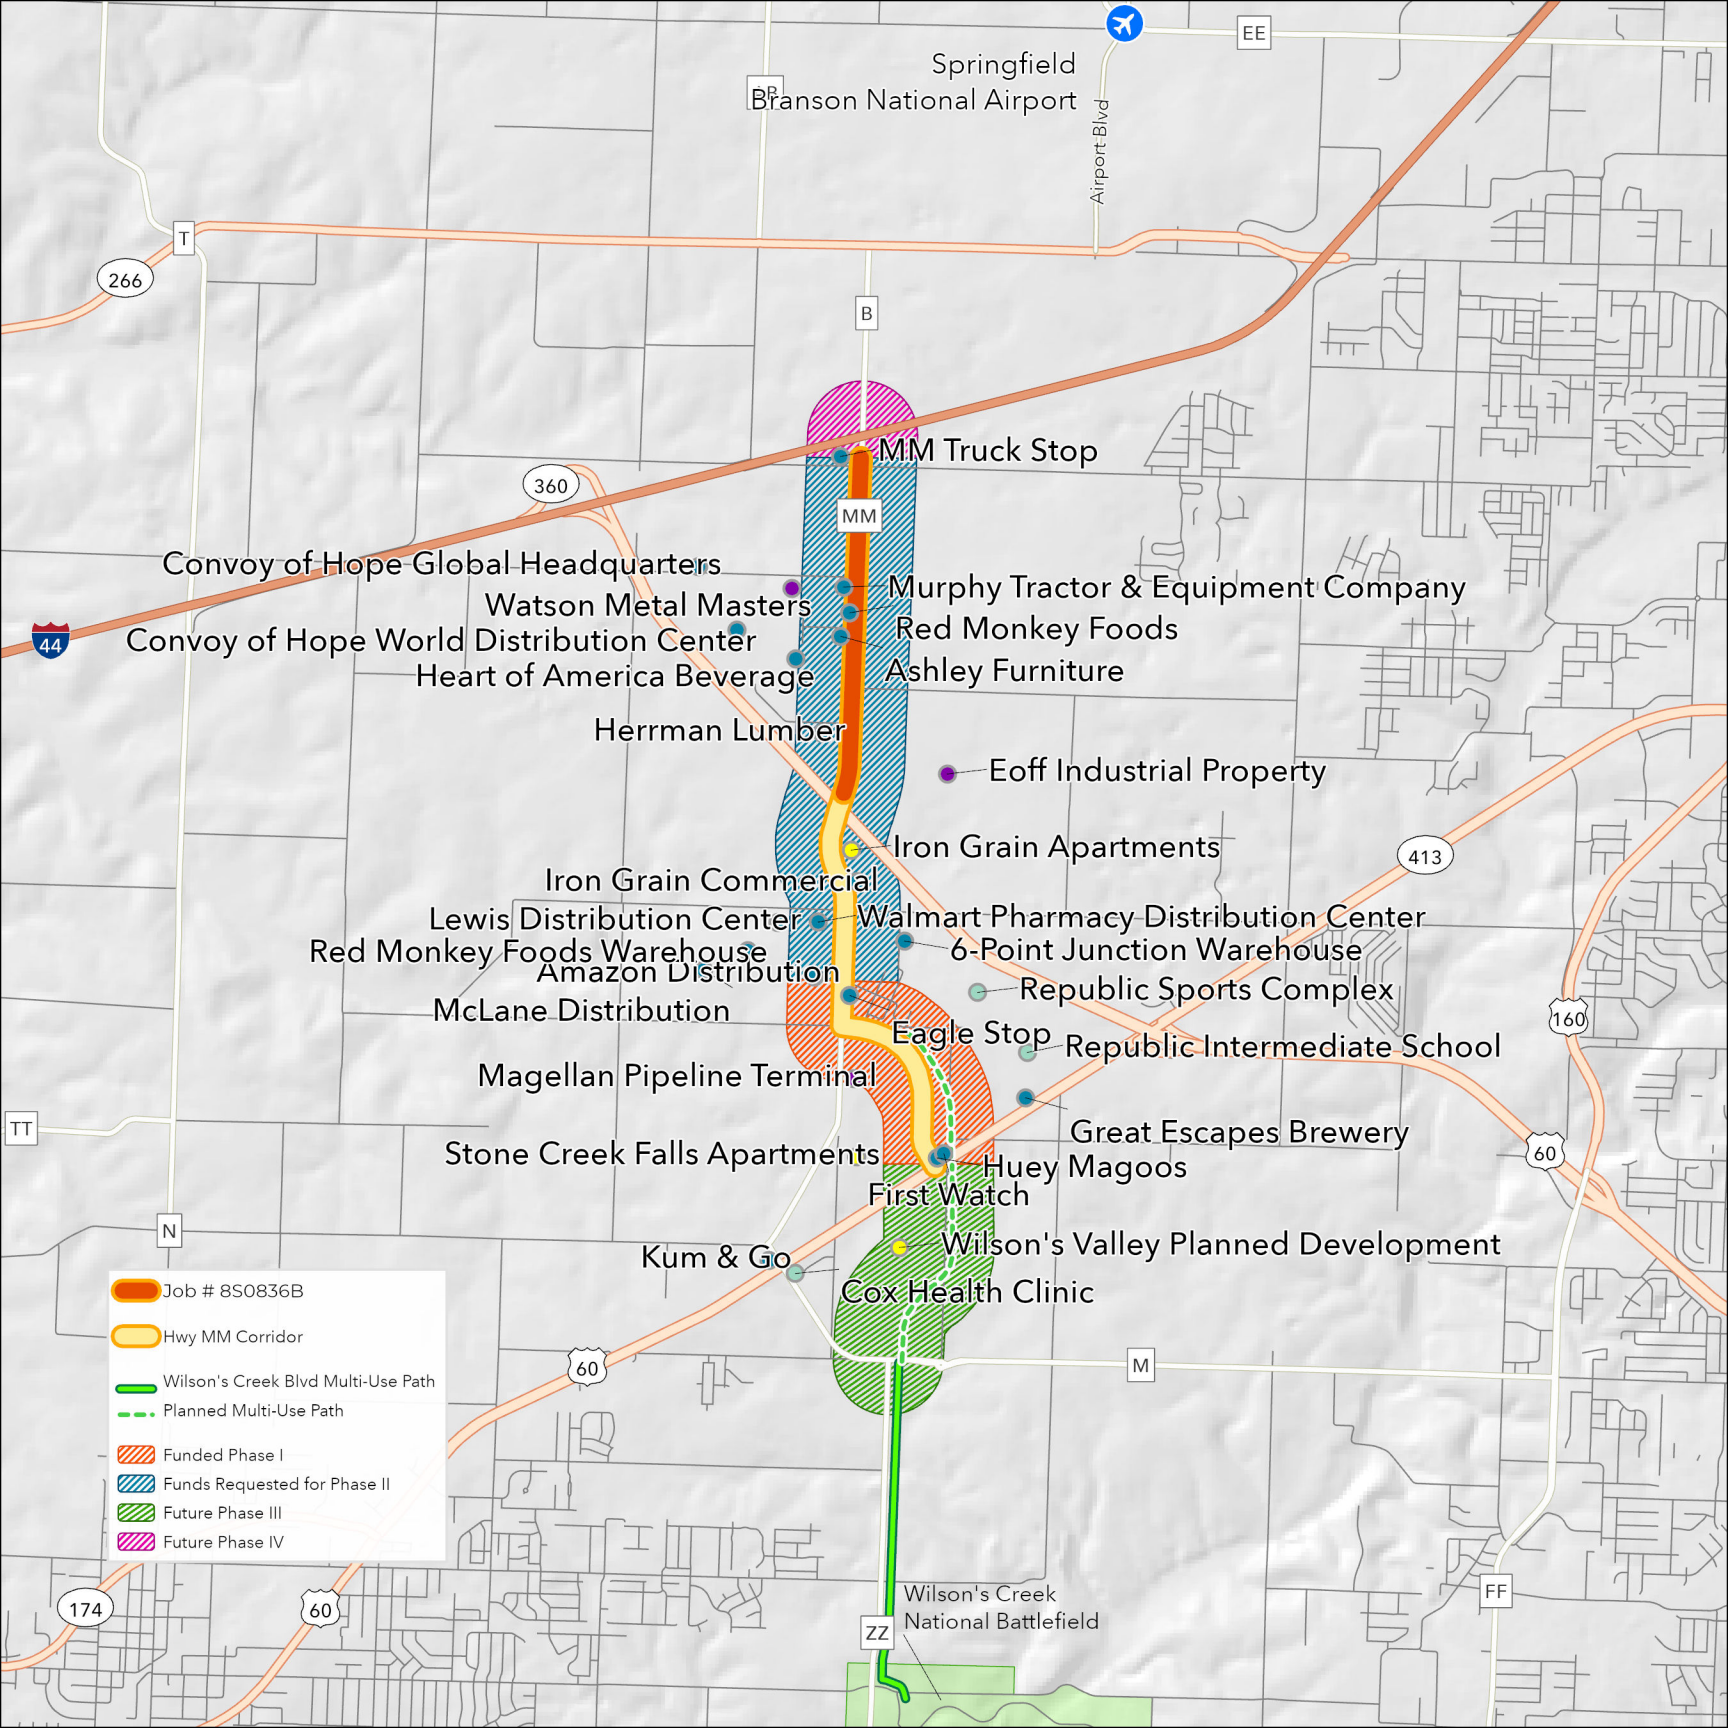 EE
Springfield
Branson National Airport
Airport Blvd
T
266
B
MM Truck Stop
360
MM
Convoy of Hope Global Headquarters
Murphy Tractor & Equipment Company
Watson Metal Masters
Red Monkey Foods
44
Convoy of Hope World Distribution Center
Ashley Furniture
Heart of America Beverage
Herrman Lumber
Eoff Industrial Property
Iron Grain Apartments
413
Iron Grain Commercial
Lewis Distribution Center
Walmart Pharmacy Distribution Center
Red Monkey Foods Warehouse
6-Point Junction Warehouse
Amazon Distribution
Republic Sports Complex
McLane Distribution
160
Eagle Stop
Republic Intermediate School
Magellan Pipeline Terminal
TT
Great Escapes Brewery
Stone Creek Falls Apartments
60
Huey Magoos
First Watch
N
Kum & Go
Wilson's Valley Planned Development
Cox Health Clinic
Job # 8S0836B
Hwy MM Corridor
Wilson's Creek Blvd Multi-Use Path
Planned Multi-Use Path
Funded Phase I
Funds Requested for Phase II
Future Phase III
Future Phase IV
60
M
174
60
Wilson's Creek
National Battlefield
FF
ZZ